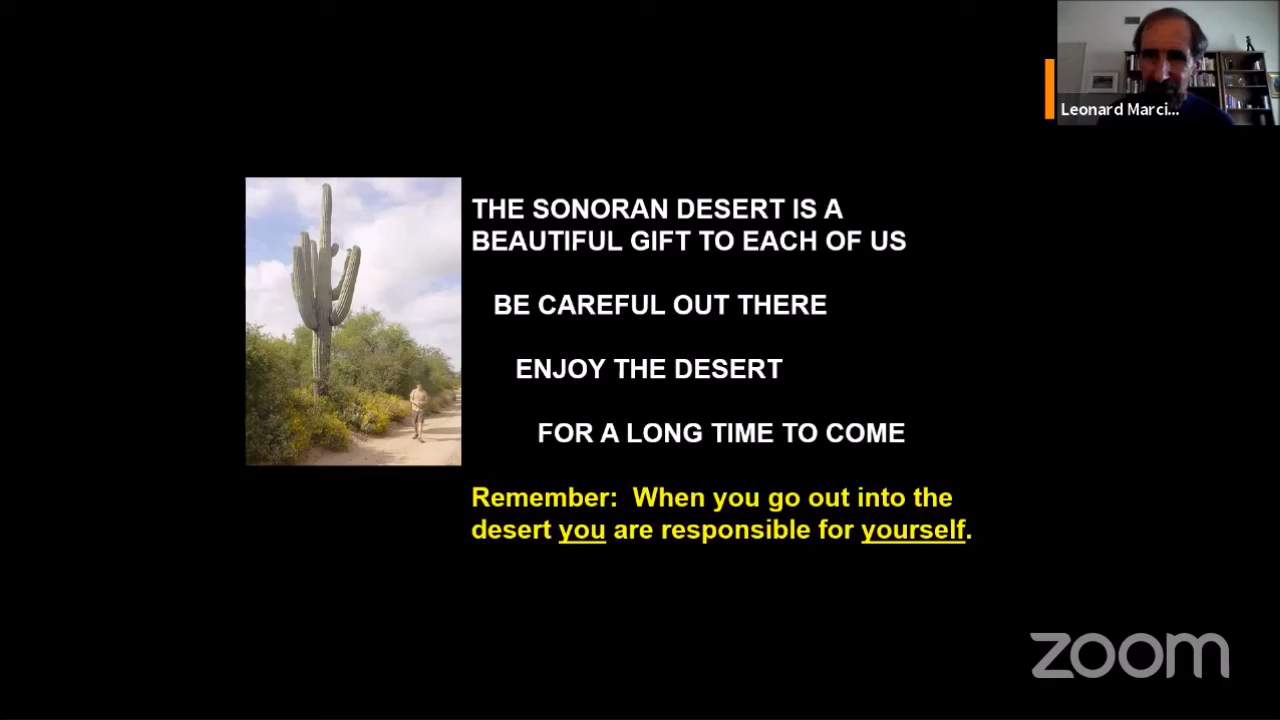 Leonard Marci...
THE SONORAN DESERT IS A
BEAUTIFUL GIFT TO EACH OF US
BE CAREFUL OUT THERE
ENJOY THE DESERT
FOR A LONG TIME TO COME
Remember:  When you go out into the
desert you are responsible for yourself.
zoom